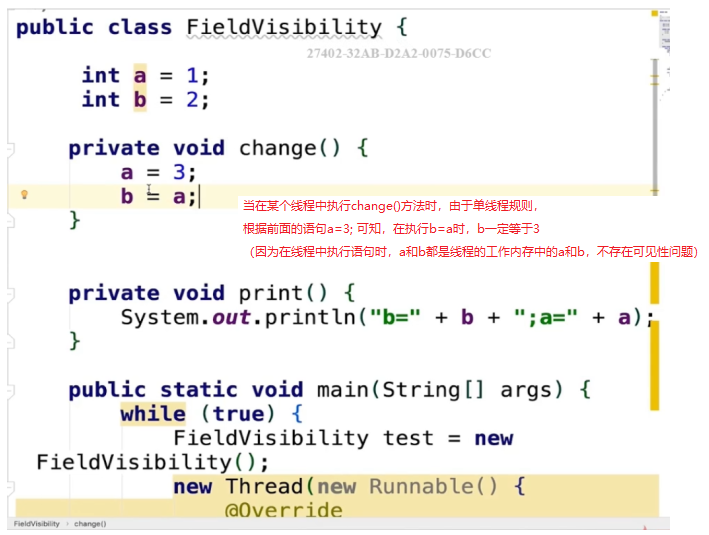 public class FieldVisibility {
27402-32AB-D2A2-0075-D6CC
int a = 1;
int b = 2;
private void change() {
a = 3;
b = a;
当在某个线程中执行change()方法时，由于单线程规则，
根据前面的语句a=3; 可知，在执行b=a时，b一定等于3
（因为在线程中执行语句时，a和b都是线程的工作内存中的a和b，不存在可见性问题）
}
private void print() {
System.out.println("b=" + b + ";a=" + a);
}
public static void main(String[] args) {
while (true) {
FieldVisibility test = new
FieldVisibility();
new Thread(new Runnable() {
@Override
FieldVisibility › change()